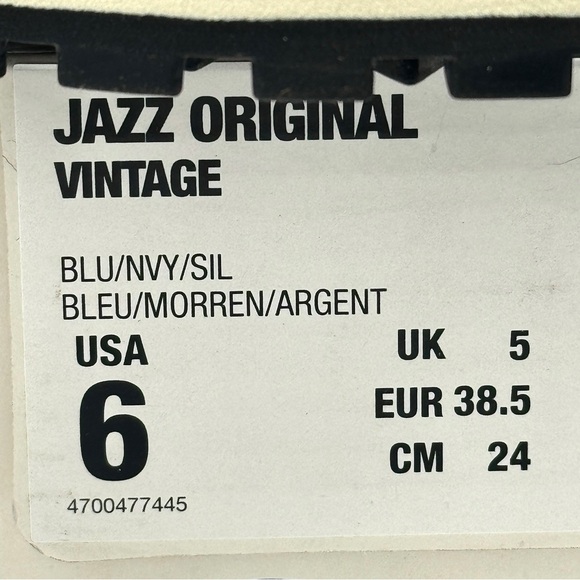 JAZZ ORIGINAL
VINTAGE
BLU/NVY/SIL
BLEU/MORREN/ARGENT
USA
6
4700477445
UK 5
EUR 38.5
CM 24